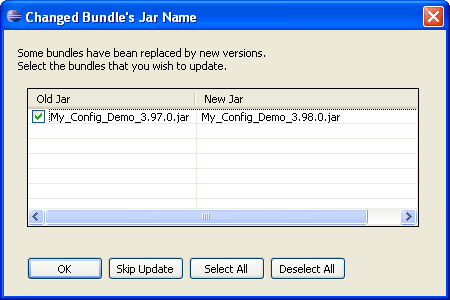 Changed Bundle's Jar Name
Some bundles have been replaced by new versions.
Select the bundles that you wish to update.
Old Jar New Jar
My_Config_Demo_3.97.0.jar My_Config_Demo_3.98.0.jar
OK Skip Update Select All Deselect All